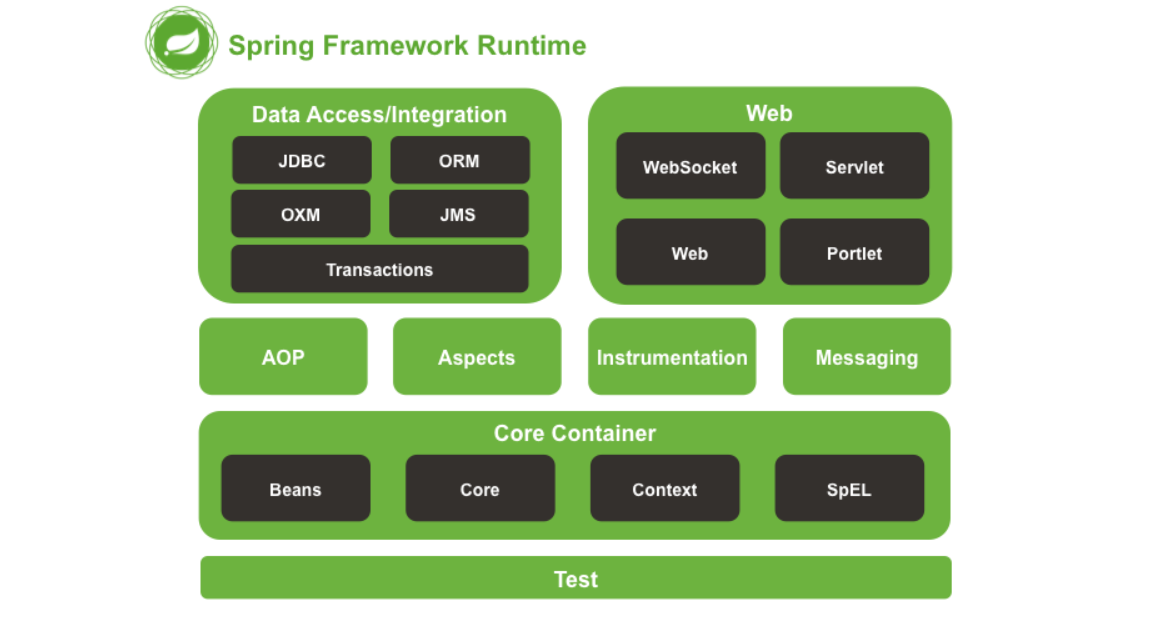 Spring Framework Runtime
Data Access/Integration
JDBC
ORM
OXM
JMS
Transactions
Web
WebSocket
Servlet
Web
Portlet
AOP
Aspects
Instrumentation
Messaging
Core Container
Beans
Core
Context
SpEL
Test